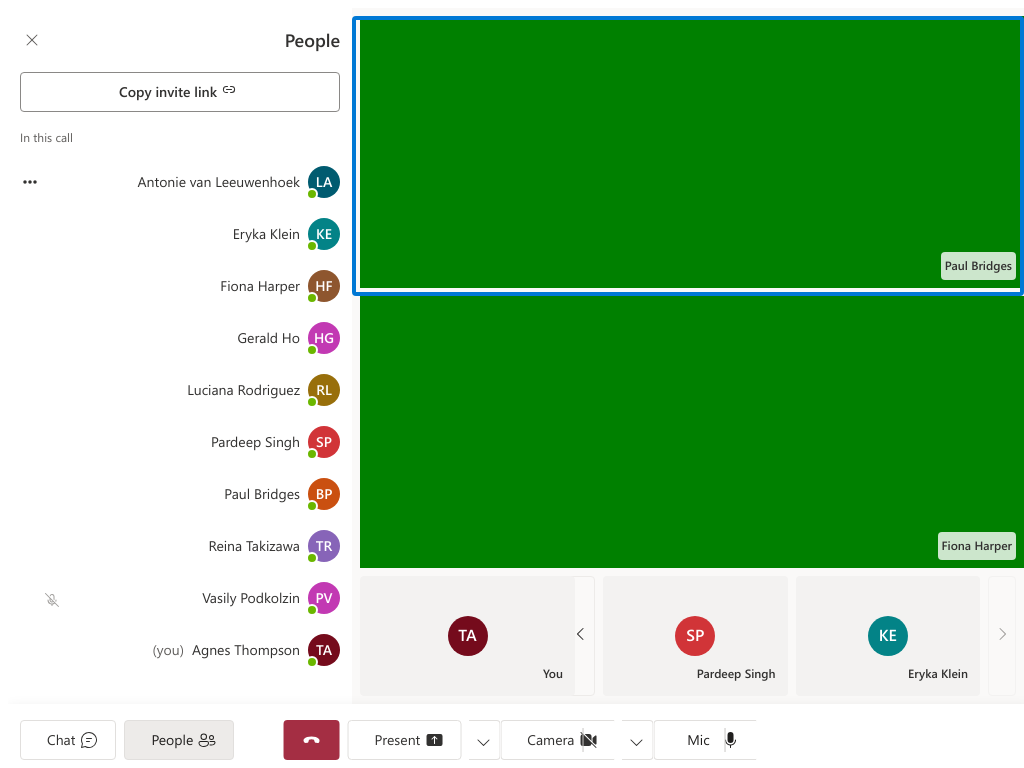 People
Copy invite link
In this call
Antonie van Leeuwenhoek LA
Eryka Klein KE
Fiona Harper HF
Gerald Ho HG
Luciana Rodriguez RL
Pardeep Singh SP
Paul Bridges BP
Reina Takizawa TR
Vasily Podkolzin PV
(you) Agnes Thompson TA
Paul Bridges
Fiona Harper
TA
You
SP
Pardeep Singh
KE
Eryka Klein
Chat
People
Present
Camera
Mic